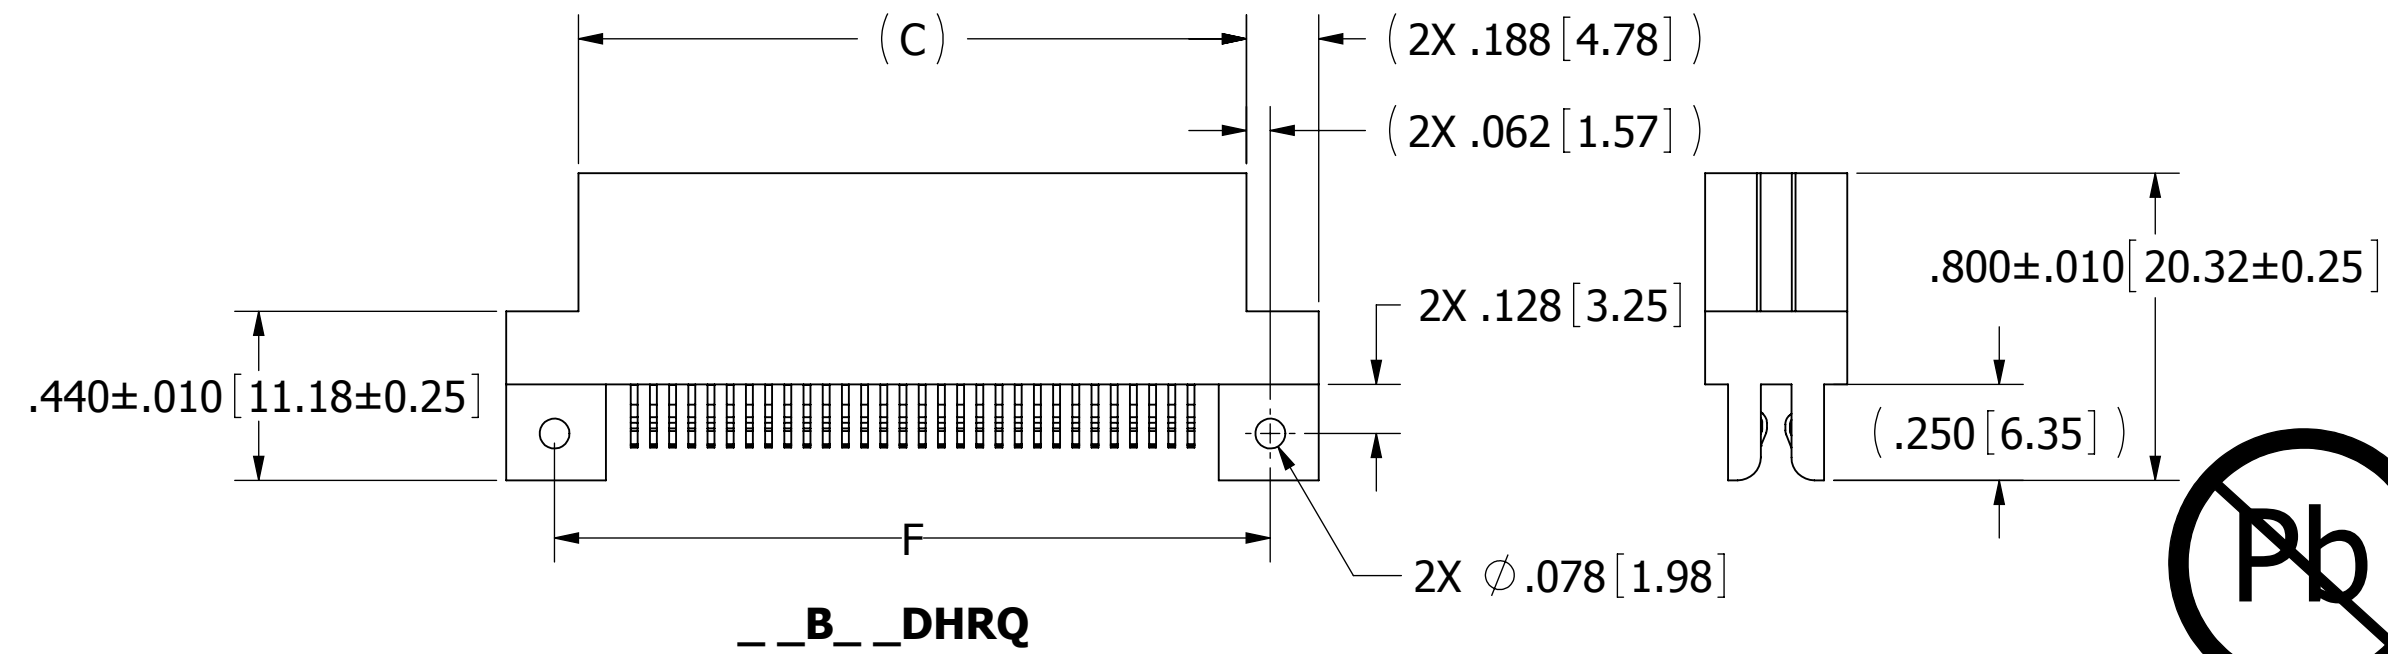 (C)
(2X .188[4.78])
(2X .062[1.57])
.800±.010[20.32±0.25]
2X .128[3.25]
.440±.010[11.18±0.25]
(.250[6.35])
F
2X ∅.078[1.98]
Pb
_ _B_ _DHRQ